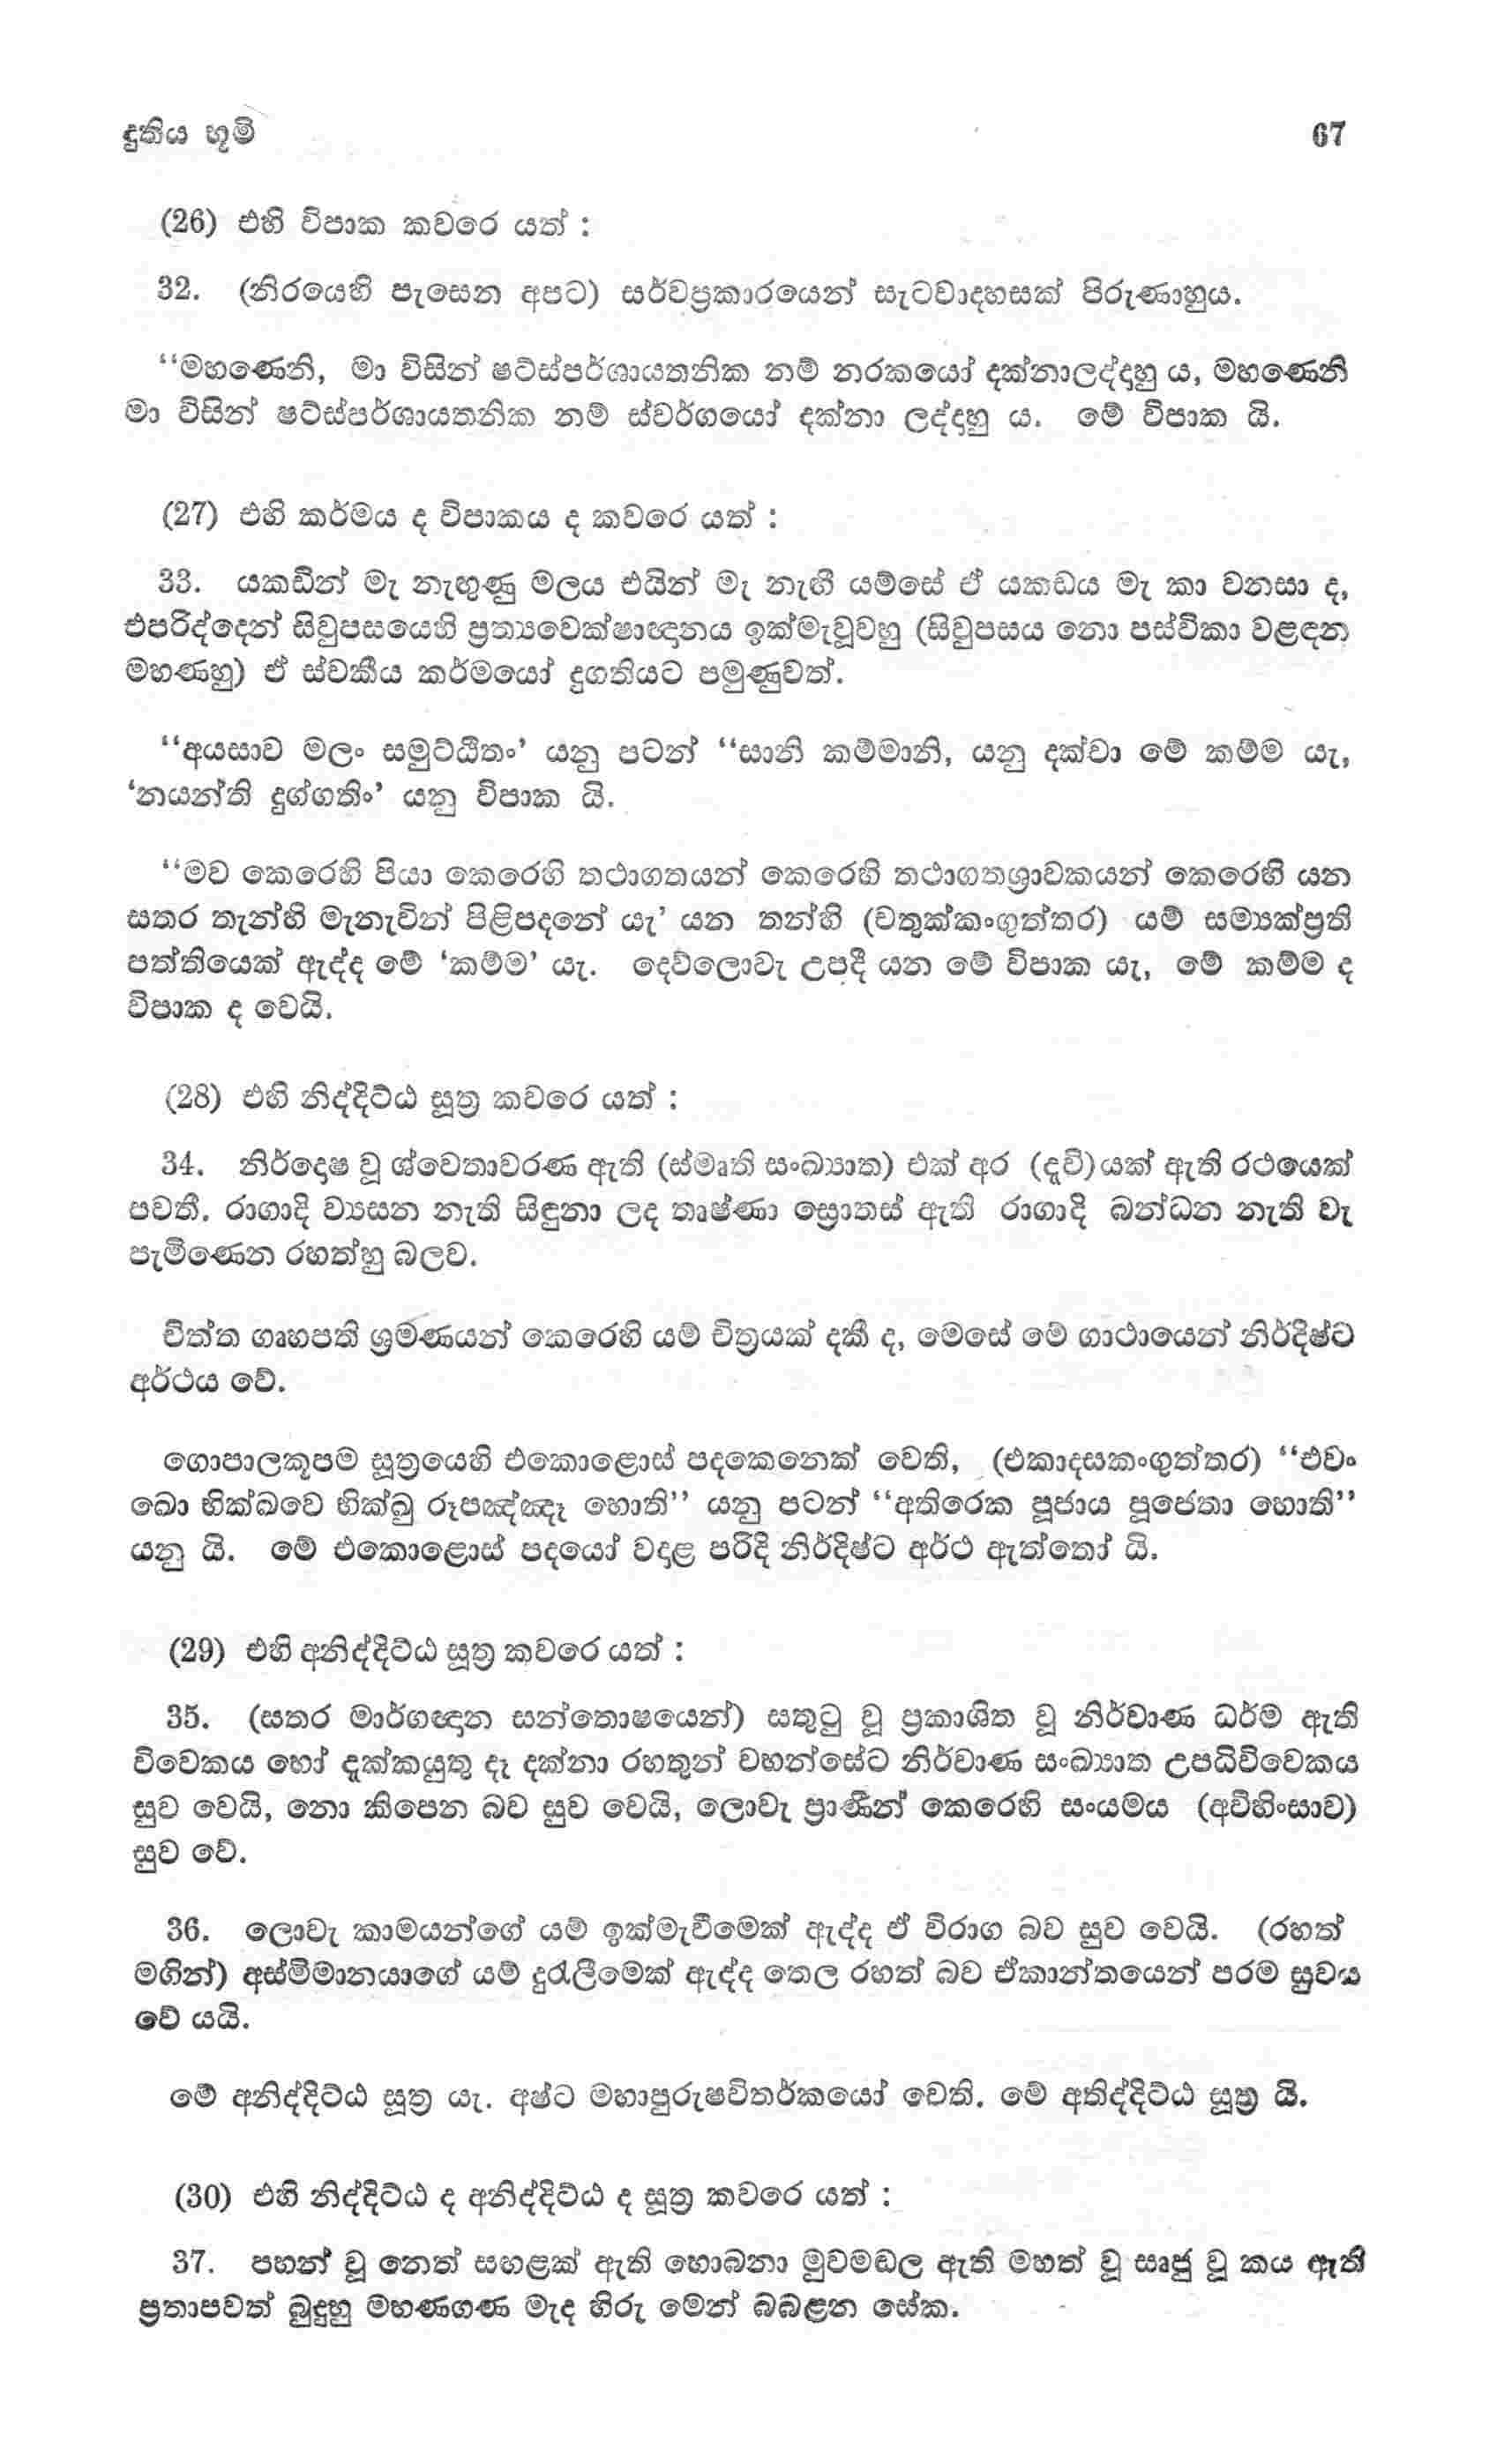 දුතිය භූමි 67
(26) එහි විපාක කවරෙ යත් :
32. (නිරයෙහි පැසෙන අපට) සර්වප්‍රකාරයෙන් සැටවාදහසක් පිරුණාහුය.
“මහණෙනි, මා විසින් ෂට්ස්පර්ශායතනික නම් නරකයෝ දක්නාලද්දාහු ය, මහණෙනි
මා විසින් ෂට්ස්පර්ශායතනික නම් ස්වර්ගයෝ දක්නා ලද්දාහු ය. මේ විපාක යි.
(27) එහි කර්මය ද විපාකය ද කවරෙ යත් :
33. යකඩින් මැ නැඟුණු මලය එයින් මැ නැඟී යම්සේ ඒ යකඩය මැ කා වනසා ද,
එපරිද්දෙන් සිවුපසයෙහි ප්‍රත්‍යවෙක්ෂාඥානය ඉක්මැවූවහු (සිවුපසය නො පස්විකා වළඳන
මහණහු) ඒ ස්වකීය කර්මයෝ දුගතියට පමුණුවත්.
“අයසාව මලං සමුට්ඨිතං’ යනු පටන් “සානි කම්මානි, යනු දක්වා මේ කම්ම යැ,
‘නයන්ති දුග්ගතිං’ යනු විපාක යි.
“මව කෙරෙහි පියා කෙරෙහි තථාගතයන් කෙරෙහි තථාගතශ්‍රාවකයන් කෙරෙහි යන
සතර තැන්හි මැනැවින් පිළිපදනේ යැ’ යන තන්හි (චතුක්කංගුත්තර) යම් සම්‍යක්ප්‍රති
පත්තියෙක් ඇද්ද මේ ‘කම්ම’ යැ. දෙව්ලොවැ උපදී යන මේ විපාක යැ, මේ කම්ම ද
විපාක ද වෙයි.
(28) එහි නිද්දිට්ඨ සූත්‍ර කවරෙ යත් :
34. නිර්දොෂ වූ ශ්වෙතාවරණ ඇති (ස්මෘති සංඛ්‍යාත) එක් අර (දැවි)යක් ඇති රථයෙක්
පවතී. රාගාදි ව්‍යසන නැති සිඳුනා ලද තෘෂ්ණා ස්‍රොතස් ඇති රාගාදි බන්ධන නැති වැ
පැමිණෙන රහත්හු බලව.
චිත්ත ගෘහපති ශ්‍රමණයන් කෙරෙහි යම් චිත්‍රයක් දකී ද, මෙසේ මේ ගාථායෙන් නිර්දිෂ්ට
අර්ථය වේ.
ගොපාලකූපම සූත්‍රයෙහි එකොළොස් පදකෙනෙක් වෙති, (එකාදසකංගුත්තර) “එවං
ඛො භික්ඛවෙ භික්ඛු රූපඤ්ඤෑ හොති” යනු පටන් “අතිරෙක පූජාය පූජෙතා හොති”
යනු යි. මේ එකොළොස් පදයෝ වදාළ පරිදි නිර්දිෂ්ට අර්ථ ඇත්තෝ යි.
(29) එහි අනිද්දිට්ඨ සූත්‍ර කවරෙ යත් :
35. (සතර මාර්ගඥාන සන්තොෂයෙන්) සතුටු වූ ප්‍රකාශිත වූ නිර්වාණ ධර්ම ඇති
විවෙකය හෝ දැක්කයුතු දෑ දක්නා රහතුන් වහන්සේට නිර්වාණ සංඛ්‍යාත උපධිවිවෙකය
සුව වෙයි, නො කිපෙන බව සුව වෙයි, ලොවැ ප්‍රාණීන් කෙරෙහි සංයමය (අවිහිංසාව)
සුව වේ.
36. ලොවැ කාමයන්ගේ යම් ඉක්මැවීමෙක් ඇද්ද ඒ විරාග බව සුව වෙයි. (රහත්
මගින්) අස්මිමානයාගේ යම් දුරැලීමෙක් ඇද්ද තෙල රහත් බව ඒකාන්තයෙන් පරම සුවය
වේ යයි.
මේ අනිද්දිට්ඨ සූත්‍ර යැ. අෂ්ට මහාපුරුෂවිතර්කයෝ වෙති. මේ අතිද්දිට්ඨ සූත්‍ර යි.
(30) එහි නිද්දිට්ඨ ද අනිද්දිට්ඨ ද සූත්‍ර කවරෙ යත් :
37. පහන් වූ නෙත් සඟළක් ඇති හොබනා මුවමඬල ඇති මහත් වූ සෘජු වූ කය ඇති
ප්‍රතාපවත් බුදුහු මහණගණ මැද හිරු මෙන් බබළන සේක.